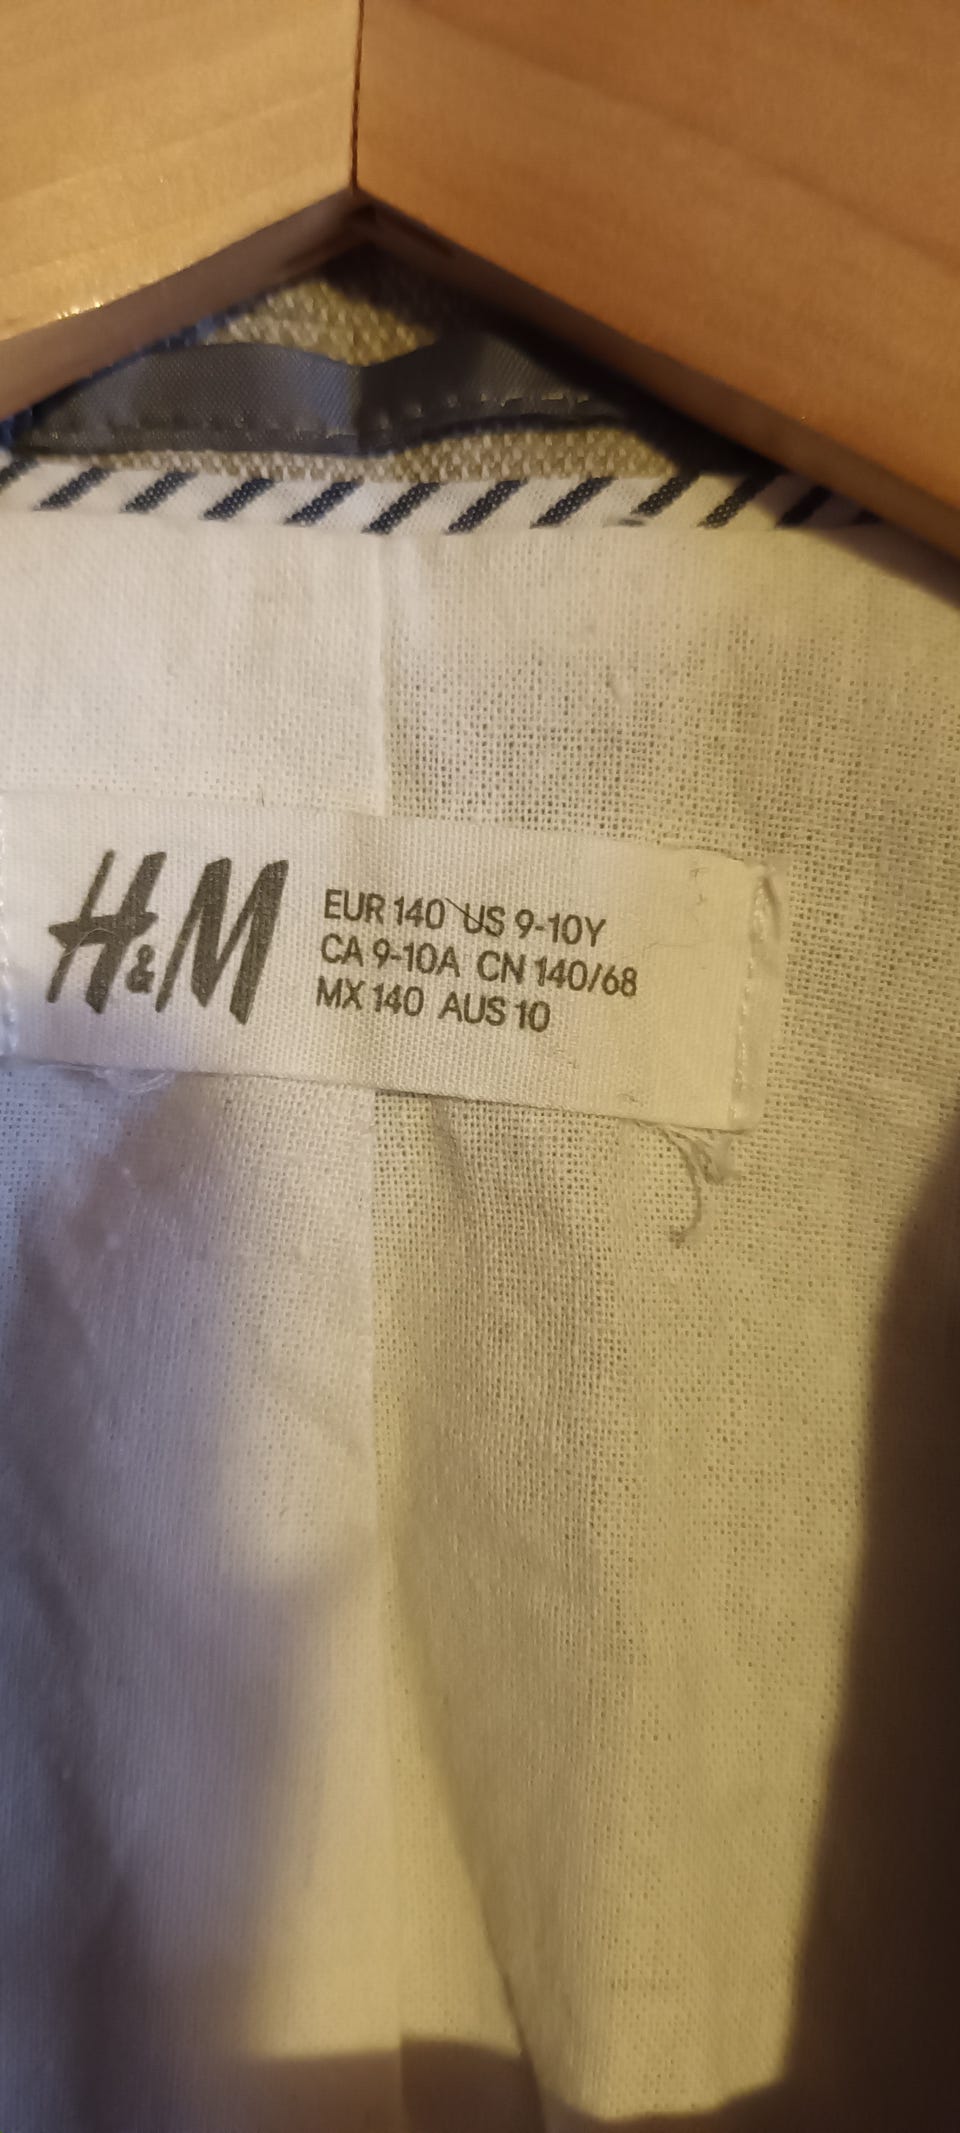 H&M
EUR 140 US 9-10Y
CA 9-10A CN 140/68
MX 140 AUS 10